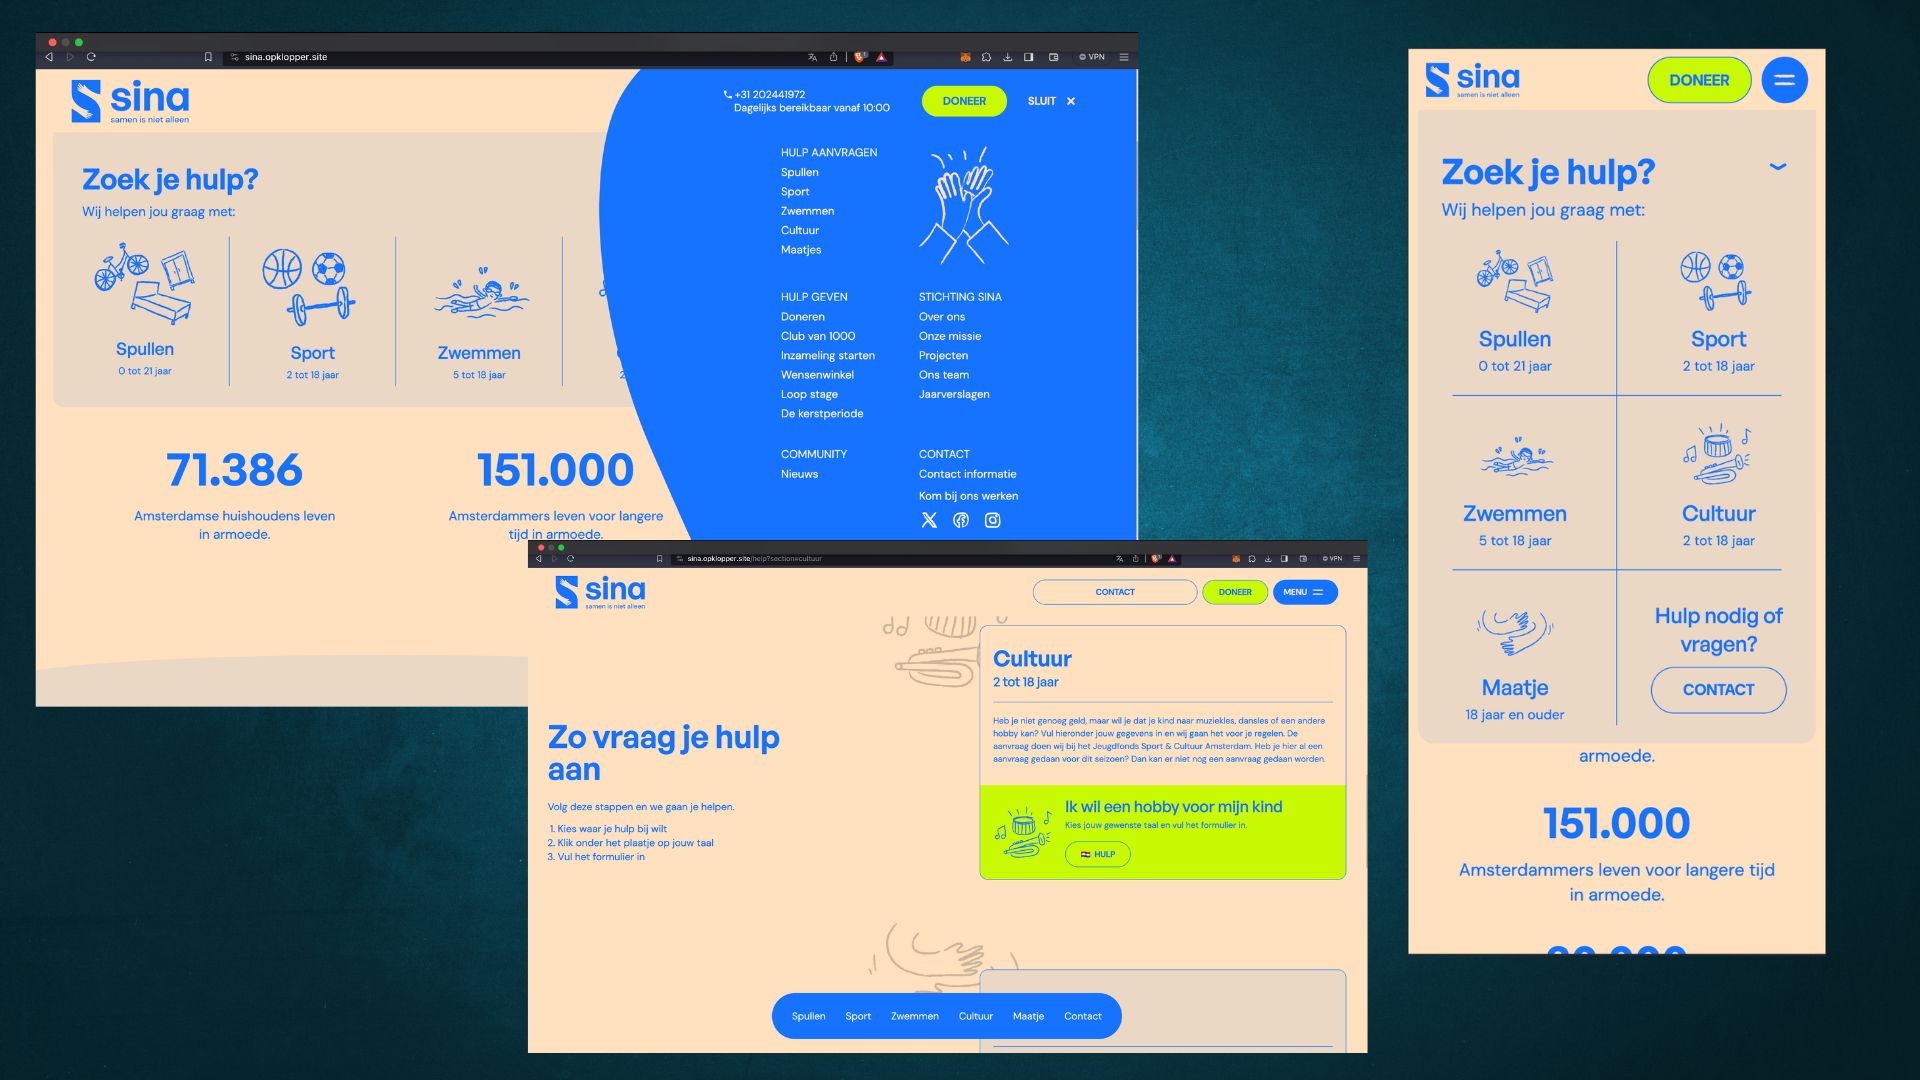 sina.opklopper.site
VPN
sina
samen is niet alleen
+31 202441972
Dagelijks bereikbaar vanaf 10:00
DONEER
SLUIT
Zoek je hulp?
Wij helpen jou graag met:
Spullen
0 tot 21 jaar
Sport
2 tot 18 jaar
Zwemmen
5 tot 18 jaar
71.386
Amsterdamse huishoudens leven
in armoede.
151.000
Amsterdammers leven voor langere
tijd in armoede.
HULP AANVRAGEN
Spullen
Sport
Zwemmen
Cultuur
Maatjes
HULP GEVEN
Doneren
Club van 1000
Inzameling starten
Wensenwinkel
Loop stage
De kerstperiode
STICHTING SINA
Over ons
Onze missie
Projecten
Ons team
Jaarverslagen
COMMUNITY
Nieuws
CONTACT
Contact informatie
Kom bij ons werken
sina.opklopper.site/help?section=cultuur
VPN
sina
samen is niet alleen
CONTACT
DONEER
MENU
Zo vraag je hulp
aan
Volg deze stappen en we gaan je helpen.
1. Kies waar je hulp bij wilt
2. Klik onder het plaatje op jouw taal
3. Vul het formulier in
Cultuur
2 tot 18 jaar
Heb je niet genoeg geld, maar wil je dat je kind naar muziekles, dansles of een andere
hobby kan? Vul hieronder jouw gegevens in en wij gaan het voor je regelen. De
aanvraag doen wij bij het Jeugdfonds Sport & Cultuur Amsterdam. Heb je hier al een
aanvraag gedaan voor dit seizoen? Dan kan er niet nog een aanvraag gedaan worden.
Ik wil een hobby voor mijn kind
Kies jouw gewenste taal en vul het formulier in.
HULP
Spullen
Sport
Zwemmen
Cultuur
Maatje
Contact
sina
samen is niet alleen
DONEER
Zoek je hulp?
Wij helpen jou graag met:
Spullen
0 tot 21 jaar
Sport
2 tot 18 jaar
Zwemmen
5 tot 18 jaar
Cultuur
2 tot 18 jaar
Maatje
18 jaar en ouder
Hulp nodig of
vragen?
CONTACT
armoede.
151.000
Amsterdammers leven voor langere tijd
in armoede.